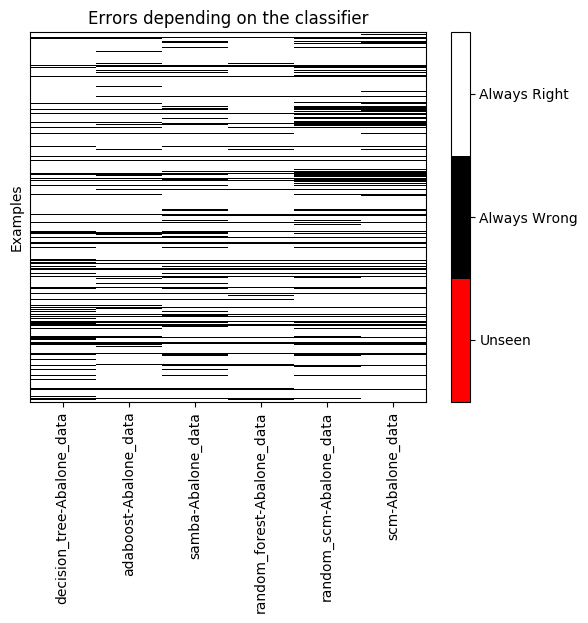 Errors depending on the classifier
Examples
Always Right
Always Wrong
Unseen
decision_tree-Abalone_data
adaboost-Abalone_data
samba-Abalone_data
random_forest-Abalone_data
random_scm-Abalone_data
scm-Abalone_data